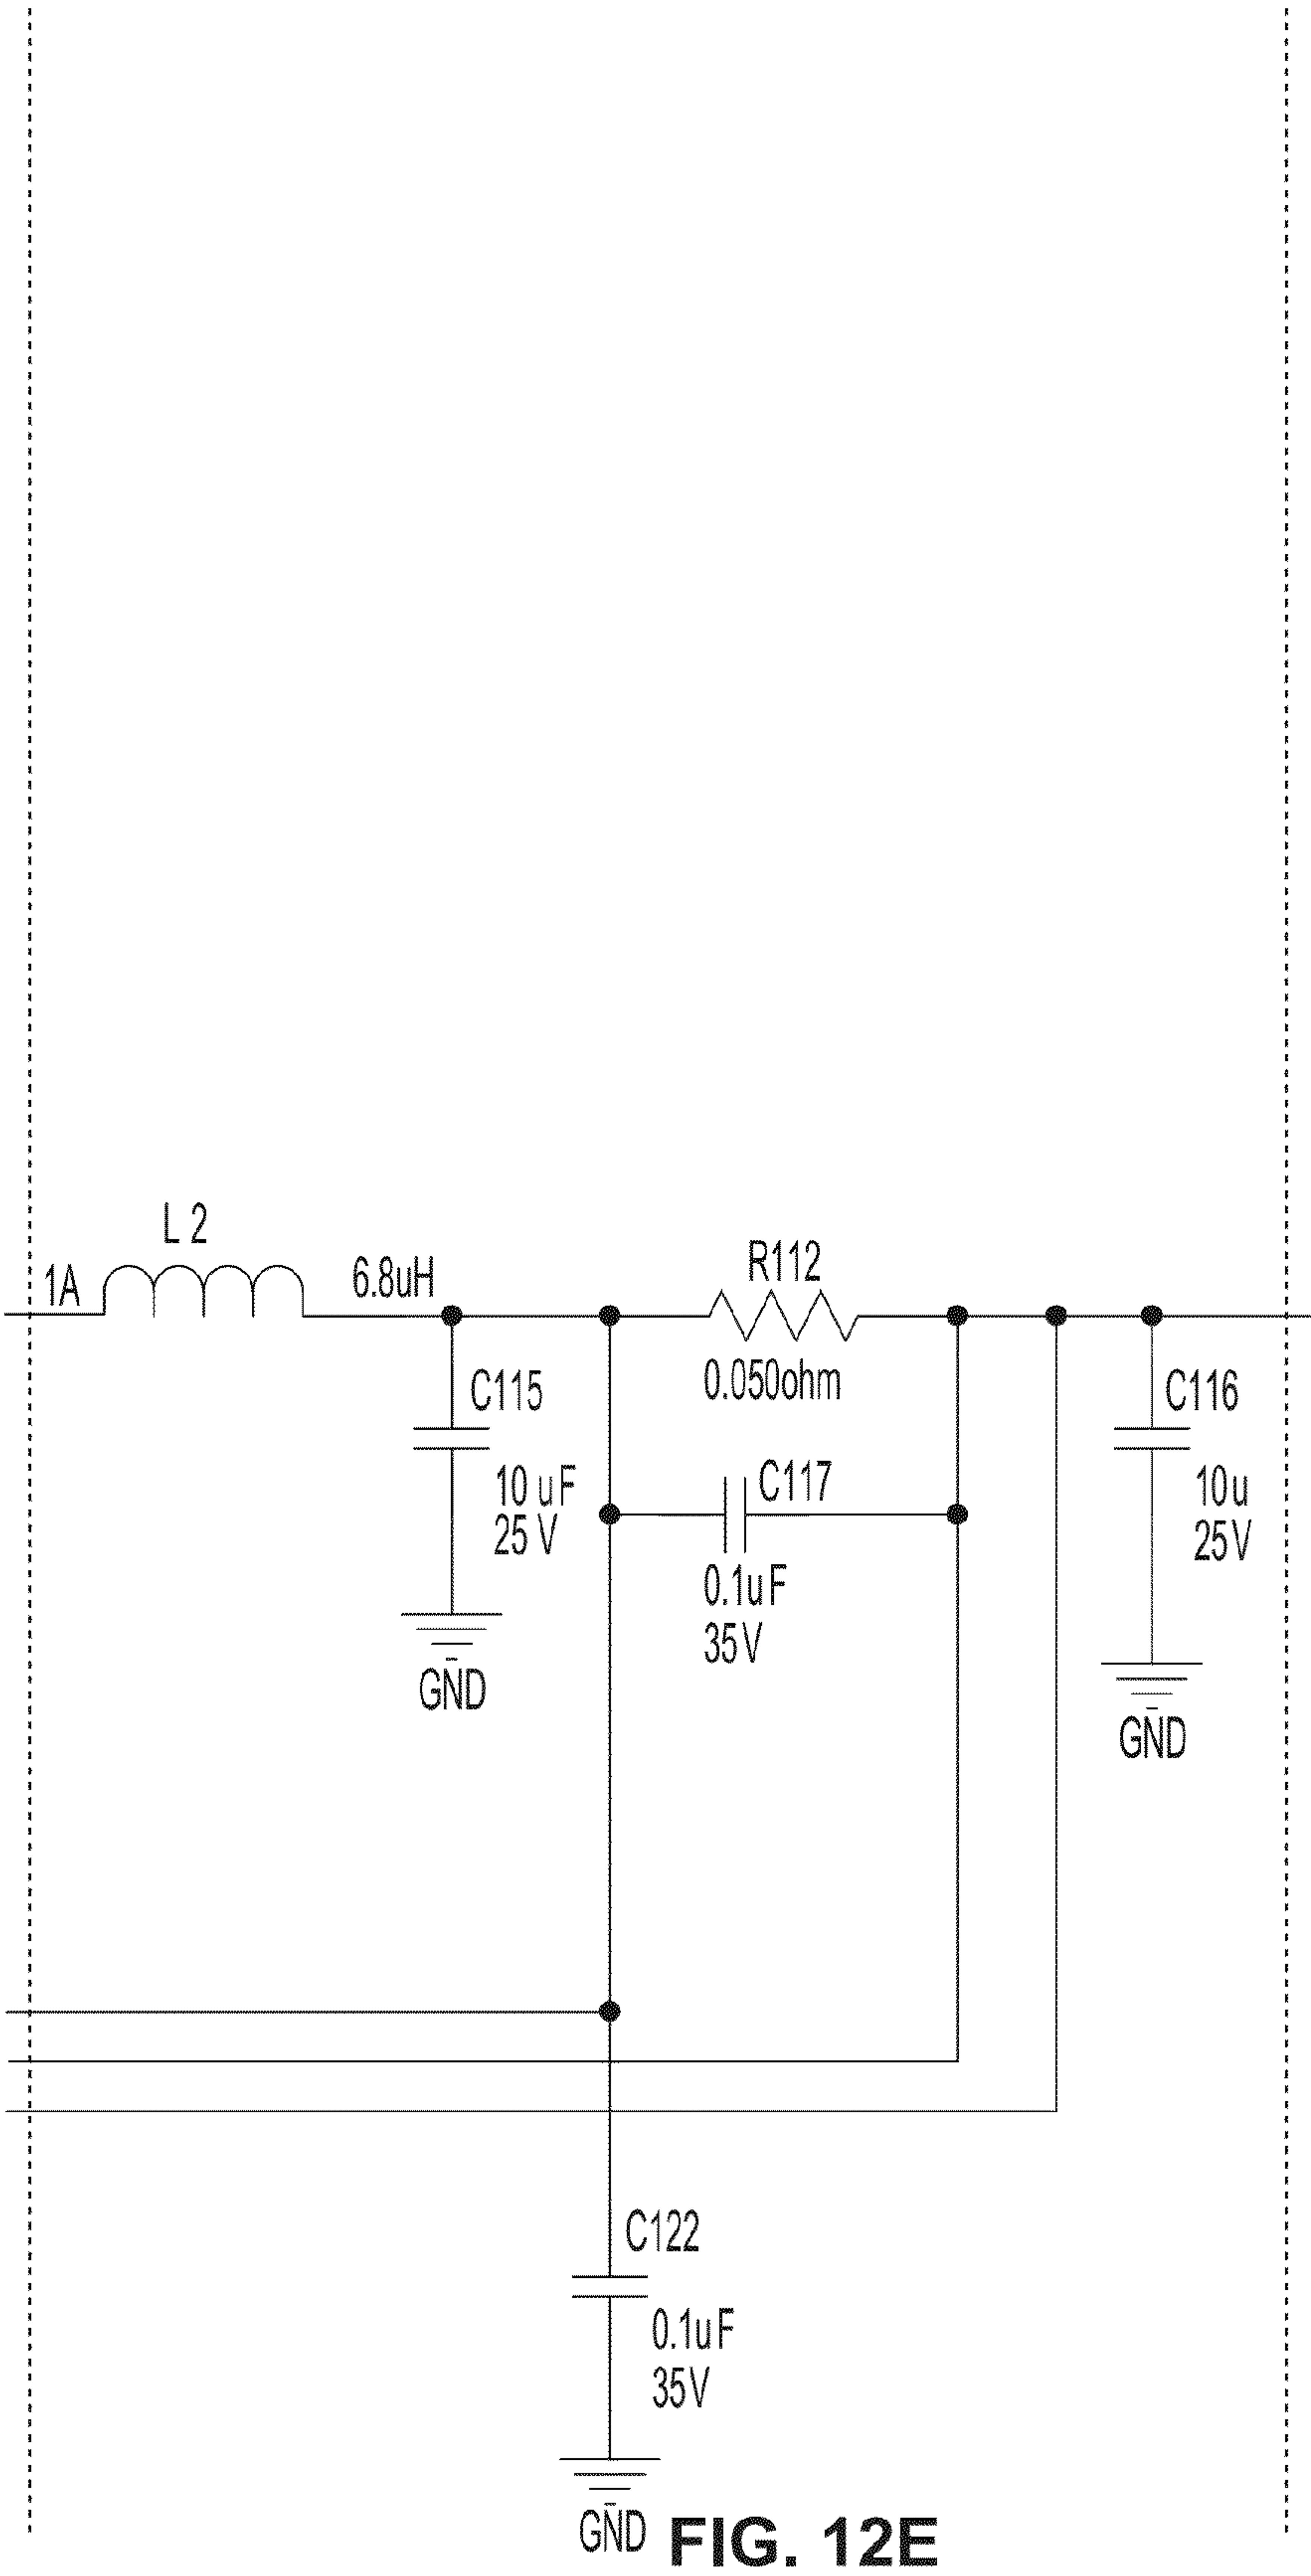 L 2
1A
6.8uH
R112
0.050ohm
C115
10 uF
25 V
GND
C117
0.1uF
35V
C116
10u
25V
GND
C122
0.1uF
35V
GND
FIG. 12E